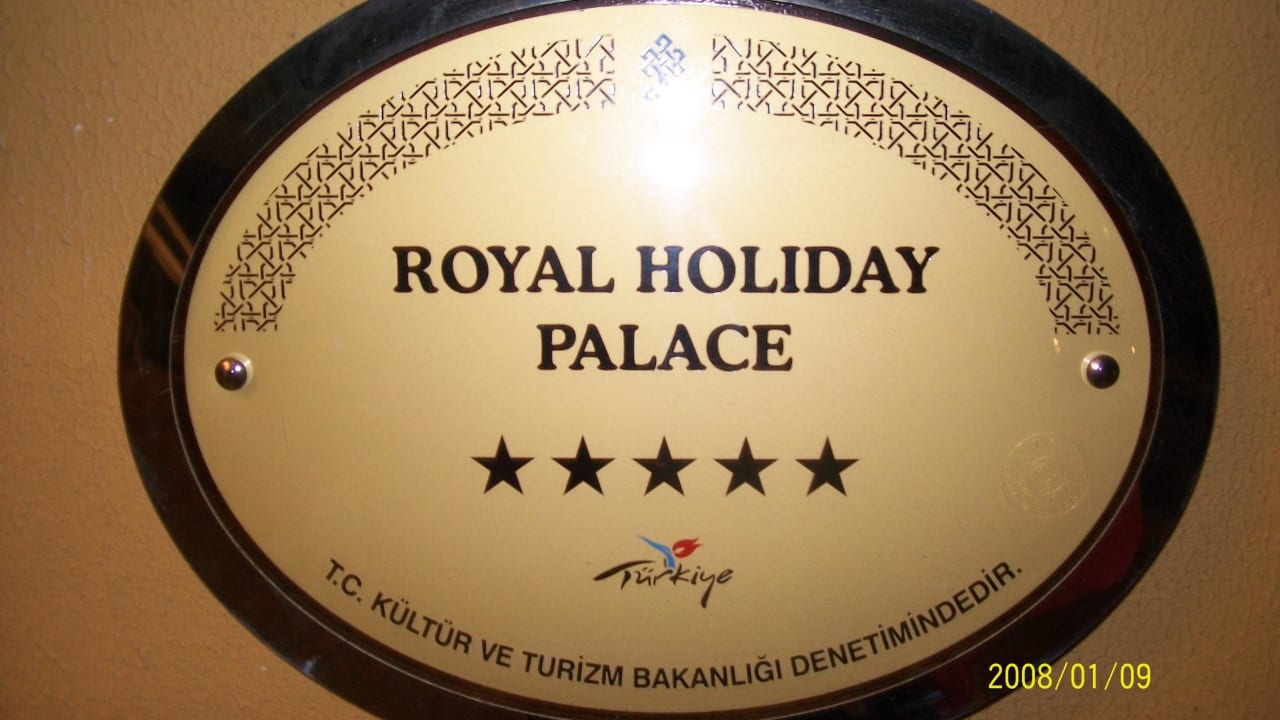 ROYAL HOLIDAY
PALACE
Türkiye
T.C. KÜLTÜR VE TURİZM BAKANLIĞI DENETİMİNDEDİR.
2008/01/09